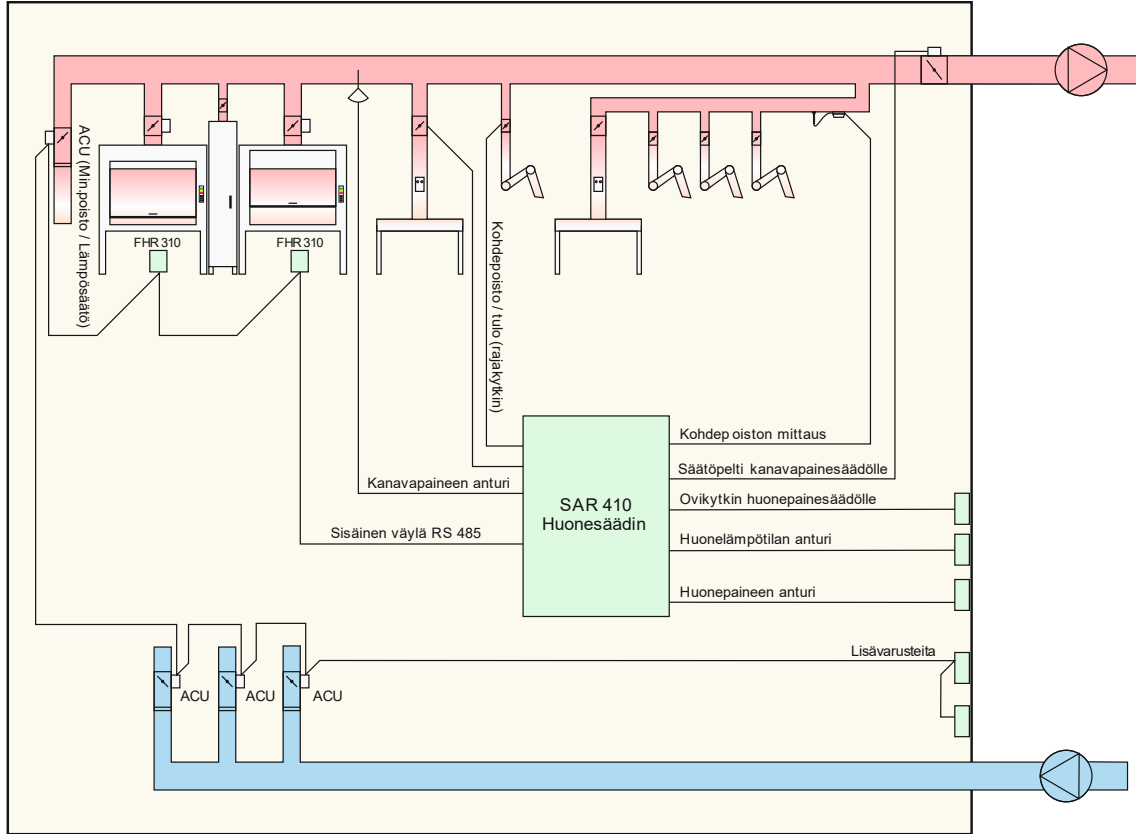 ACU (Min.poisto / Lämpösäätö)
FHR 310
FHR 310
Kohdepoisto / tulo (rajakytkin)
Kohdepoiston mittaus
Säätöpelti kanavapainesäädölle
Kanavapaineen anturi
Ovikytkin huonepainesäädölle
SAR 410
Huonesäädin
Sisäinen väylä RS 485
Huonelämpötilan anturi
Huonepaineen anturi
Lisävarusteita
ACU
ACU
ACU